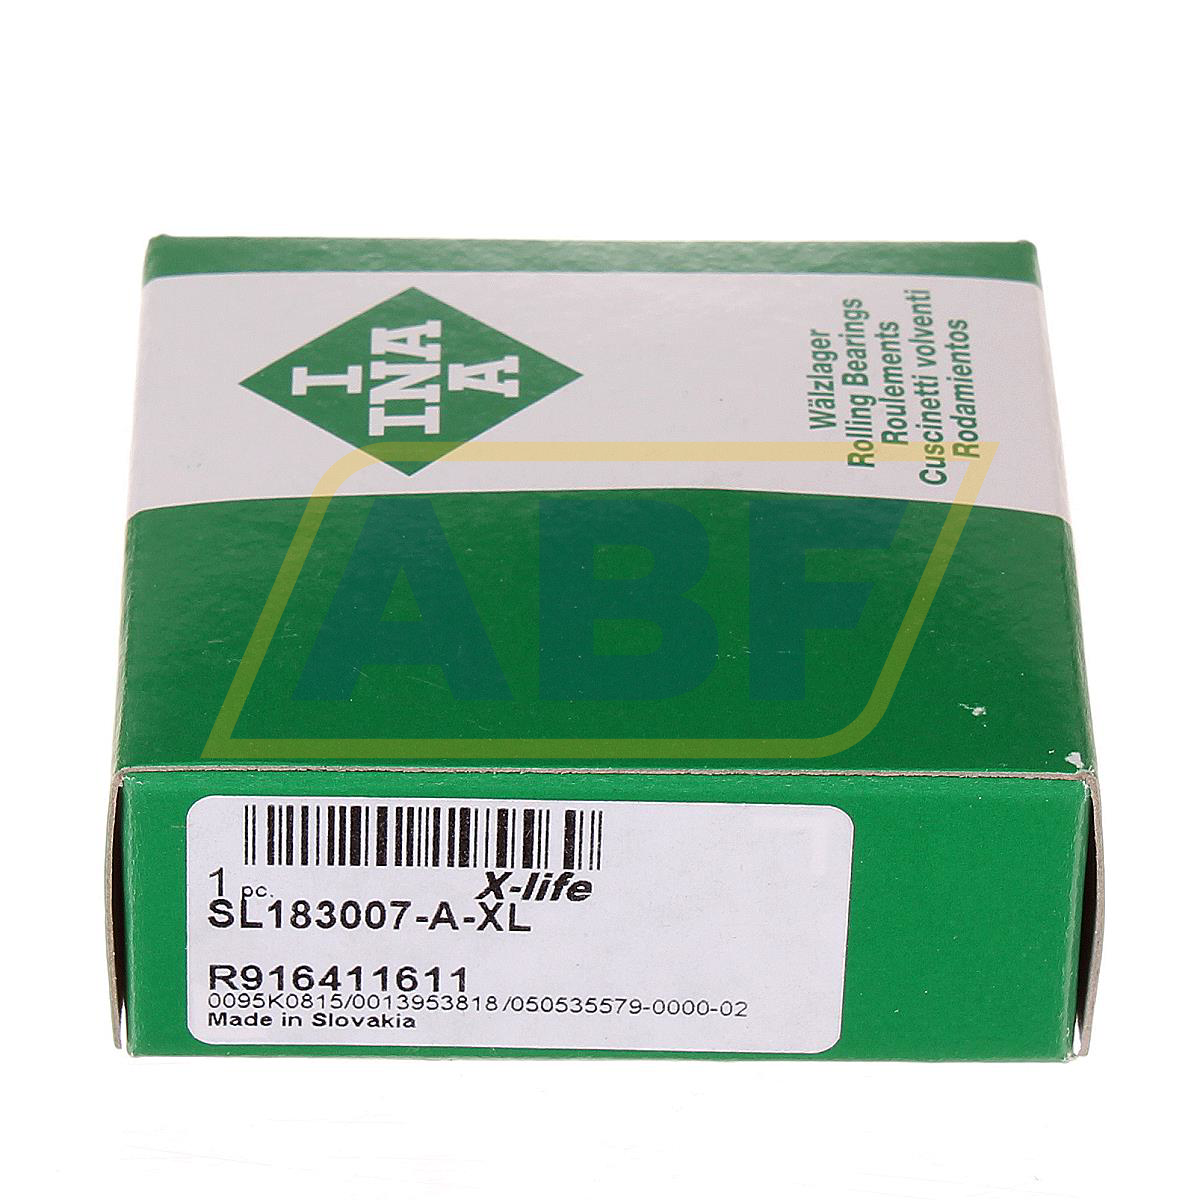 I
INA
A
Wälzlager
Rolling Bearings
Roulements
Cuscinetti volventi
Rodamientos
ABF
1 pc.
X-life
SL183007-A-XL
R916411611
0095K0815/0013953818/050535579-0000-02
Made in Slovakia